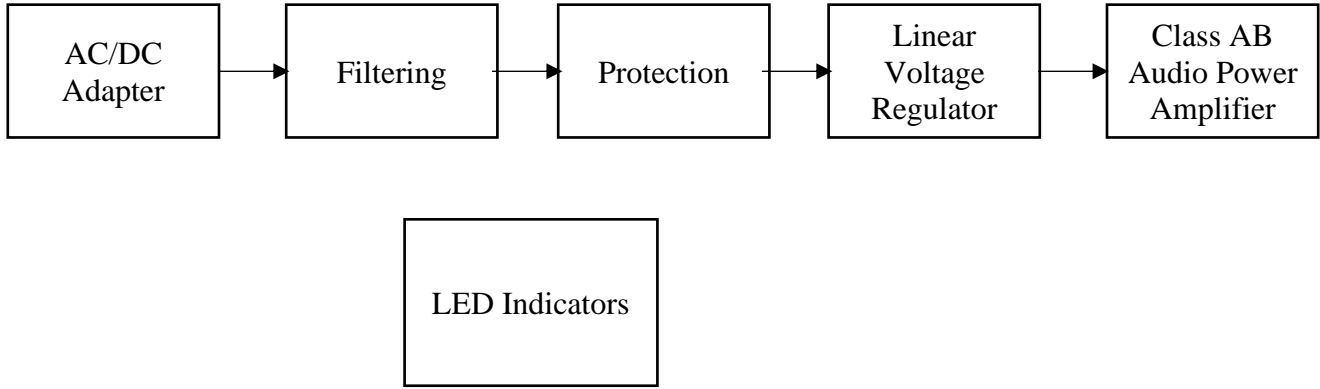 AC/DC
Adapter
Filtering
Protection
Linear
Voltage
Regulator
Class AB
Audio Power
Amplifier
LED Indicators